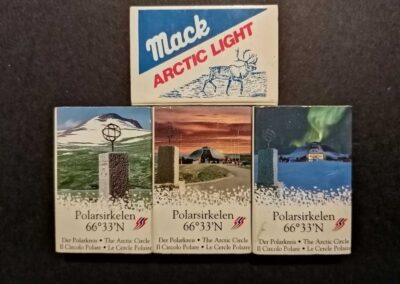 Mack
ARCTIC LIGHT
Polarsirkelen
66°33'N
Der Polarkreis • The Arctic Circle
Il Circolo Polare • Le Cercle Polaire
Polarsirkelen
66°33'N
Der Polarkreis • The Arctic Circle
Il Circolo Polare • Le Cercle Polaire
Polarsirkelen
66°33'N
Der Polarkreis • The Arctic Circle
Il Circolo Polare • Le Cercle Polaire